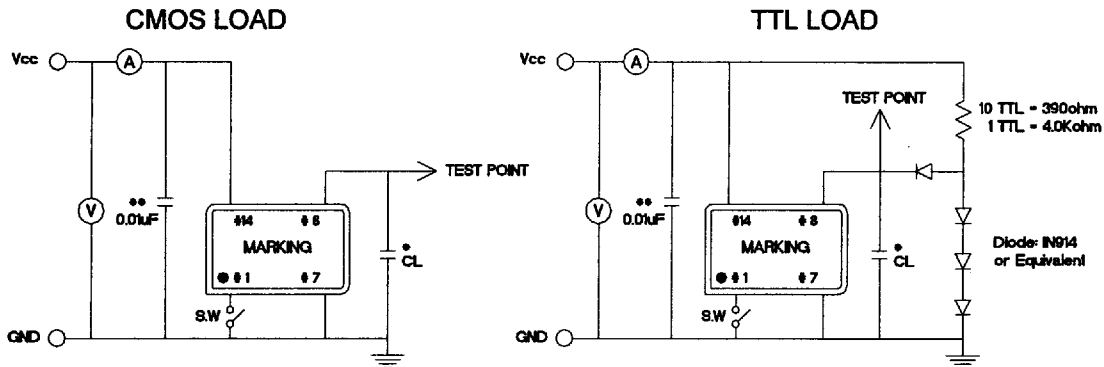 CMOS LOAD
Vcc
A
TEST POINT
V
**
0.01uF
#14
# 8
MARKING
# 1
# 7
*
CL
S.W
GND
TTL LOAD
Vcc
A
TEST POINT
10 TTL = 390ohm
1 TTL = 4.0Kohm
V
**
0.01uF
#14
# 8
MARKING
# 1
# 7
*
CL
Diode: IN914
or Equivalent
S.W
GND